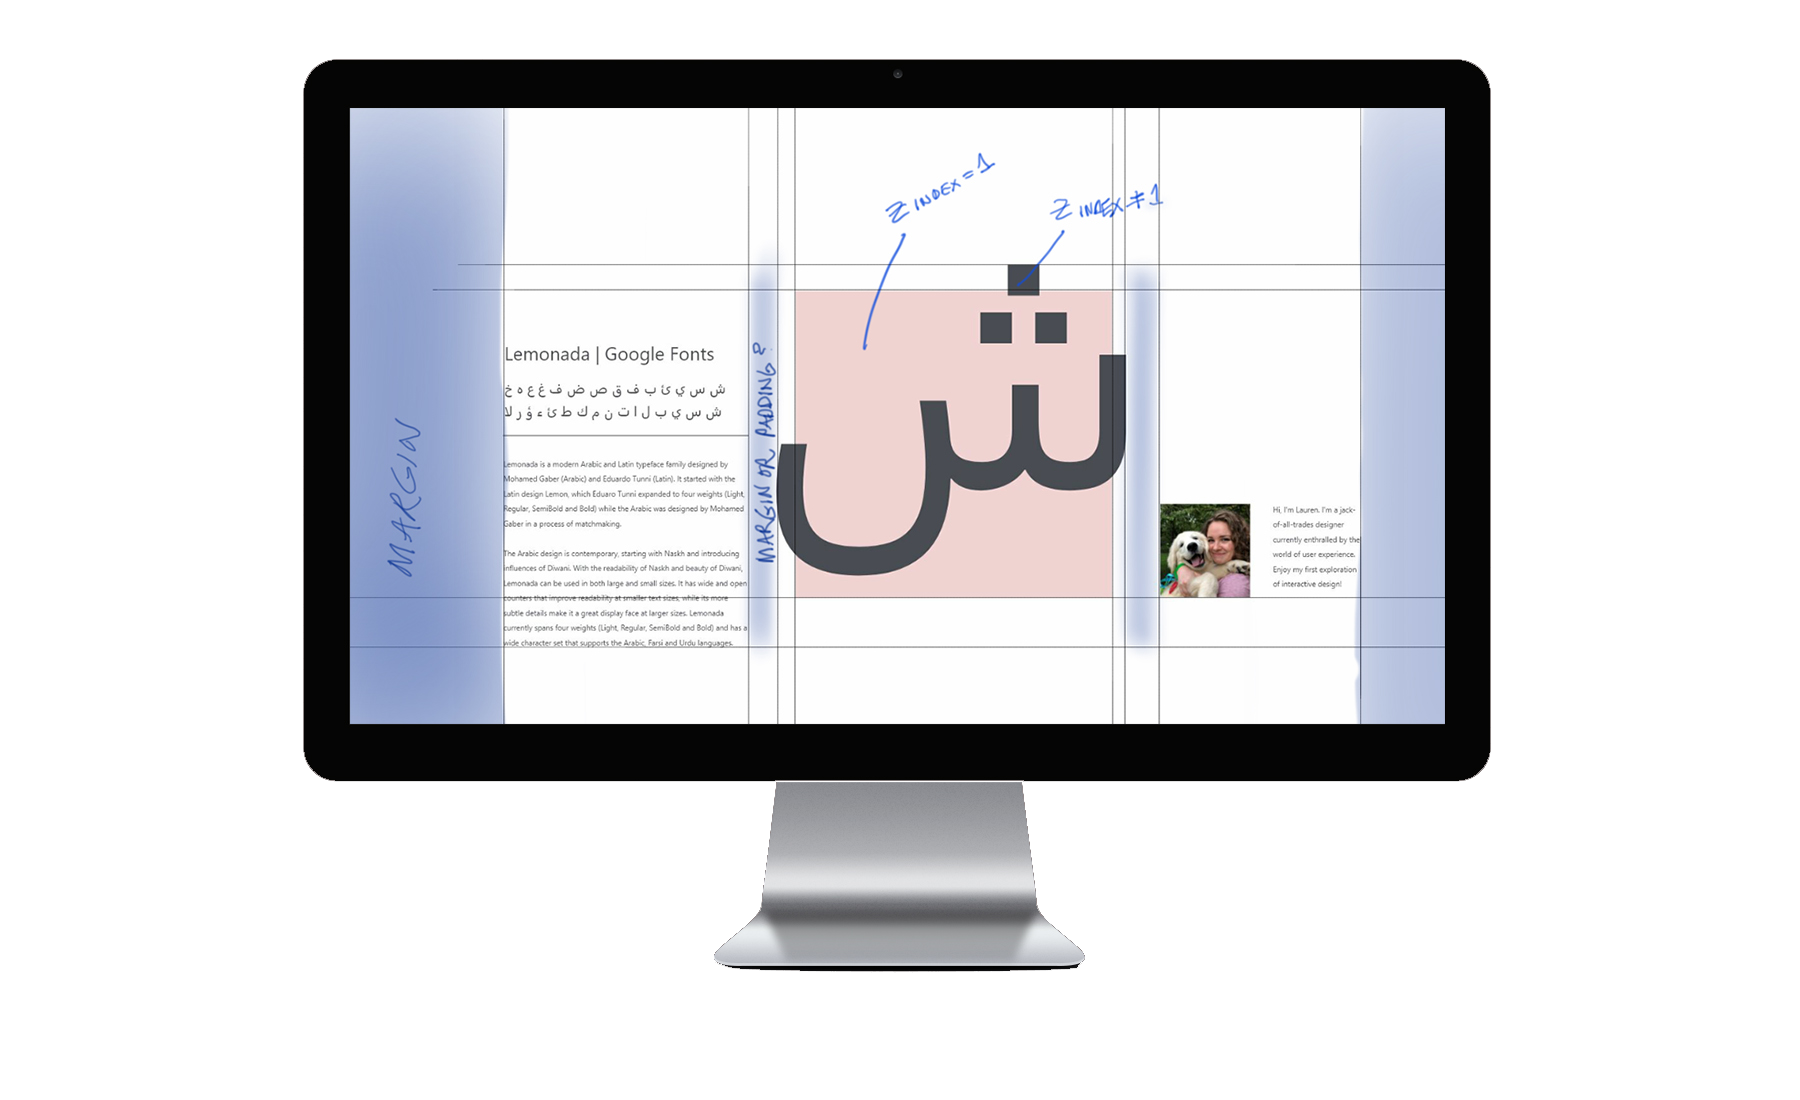 Z INDEX = 1
Z INDEX ≠ 1
MARGIN
MARGIN OR PADDING?
Lemonada | Google Fonts
ش س ي ئ ب ف ق ص ض ف غ ع ه خ
ش س ي ب ل ا ت ن م ك ط ئ ء ؤ ر لا
Lemonada is a modern Arabic and Latin typeface family designed by
Mohamed Gaber (Arabic) and Eduardo Tunni (Latin). It started with the
Latin design Lemon, which Eduaro Tunni expanded to four weights (Light,
Regular, SemiBold and Bold) while the Arabic was designed by Mohamed
Gaber in a process of matchmaking.
The Arabic design is contemporary, starting with Naskh and introducing
influences of Diwani. With the readability of Naskh and beauty of Diwani,
Lemonada can be used in both large and small sizes. It has wide and open
counters that improve readability at smaller text sizes, while its more
subtle details make it a great display face at larger sizes. Lemonada
currently spans four weights (Light, Regular, SemiBold and Bold) and has a
wide character set that supports the Arabic, Farsi and Urdu languages.
ش
Hi, I'm Lauren. I'm a jack-
of-all-trades designer
currently enthralled by the
world of user experience.
Enjoy my first exploration
of interactive design!